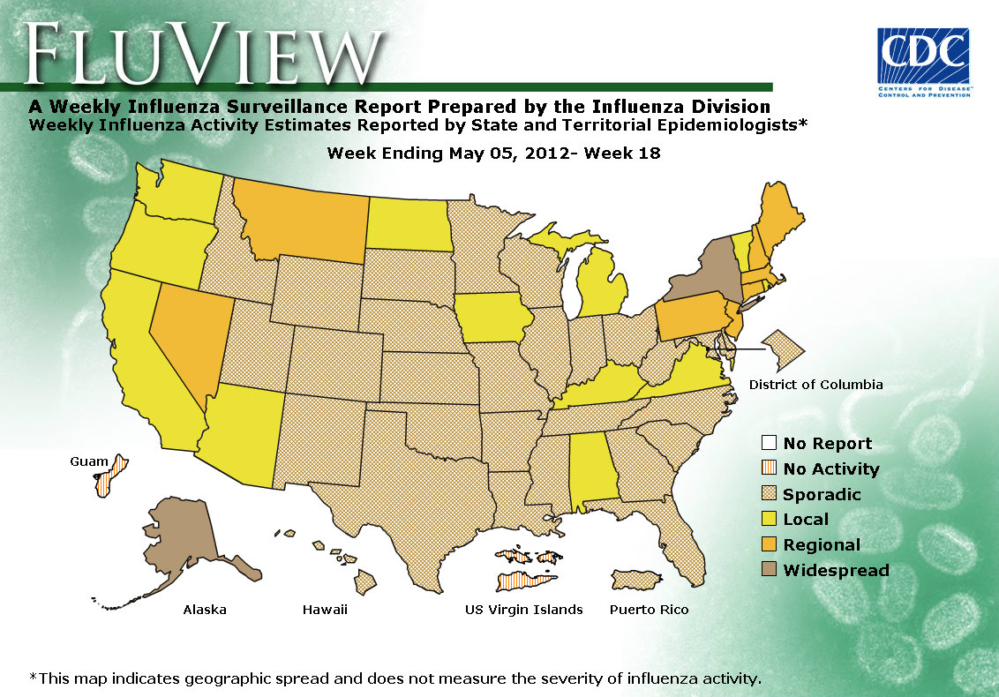 FLUVIEW
CDC
CENTERS FOR DISEASE™
CONTROL AND PREVENTION
A Weekly Influenza Surveillance Report Prepared by the Influenza Division
Weekly Influenza Activity Estimates Reported by State and Territorial Epidemiologists*
Week Ending May 05, 2012- Week 18
District of Columbia
No Report
Guam
No Activity
Sporadic
Local
Regional
Widespread
Alaska
Hawaii
US Virgin Islands
Puerto Rico
*This map indicates geographic spread and does not measure the severity of influenza activity.